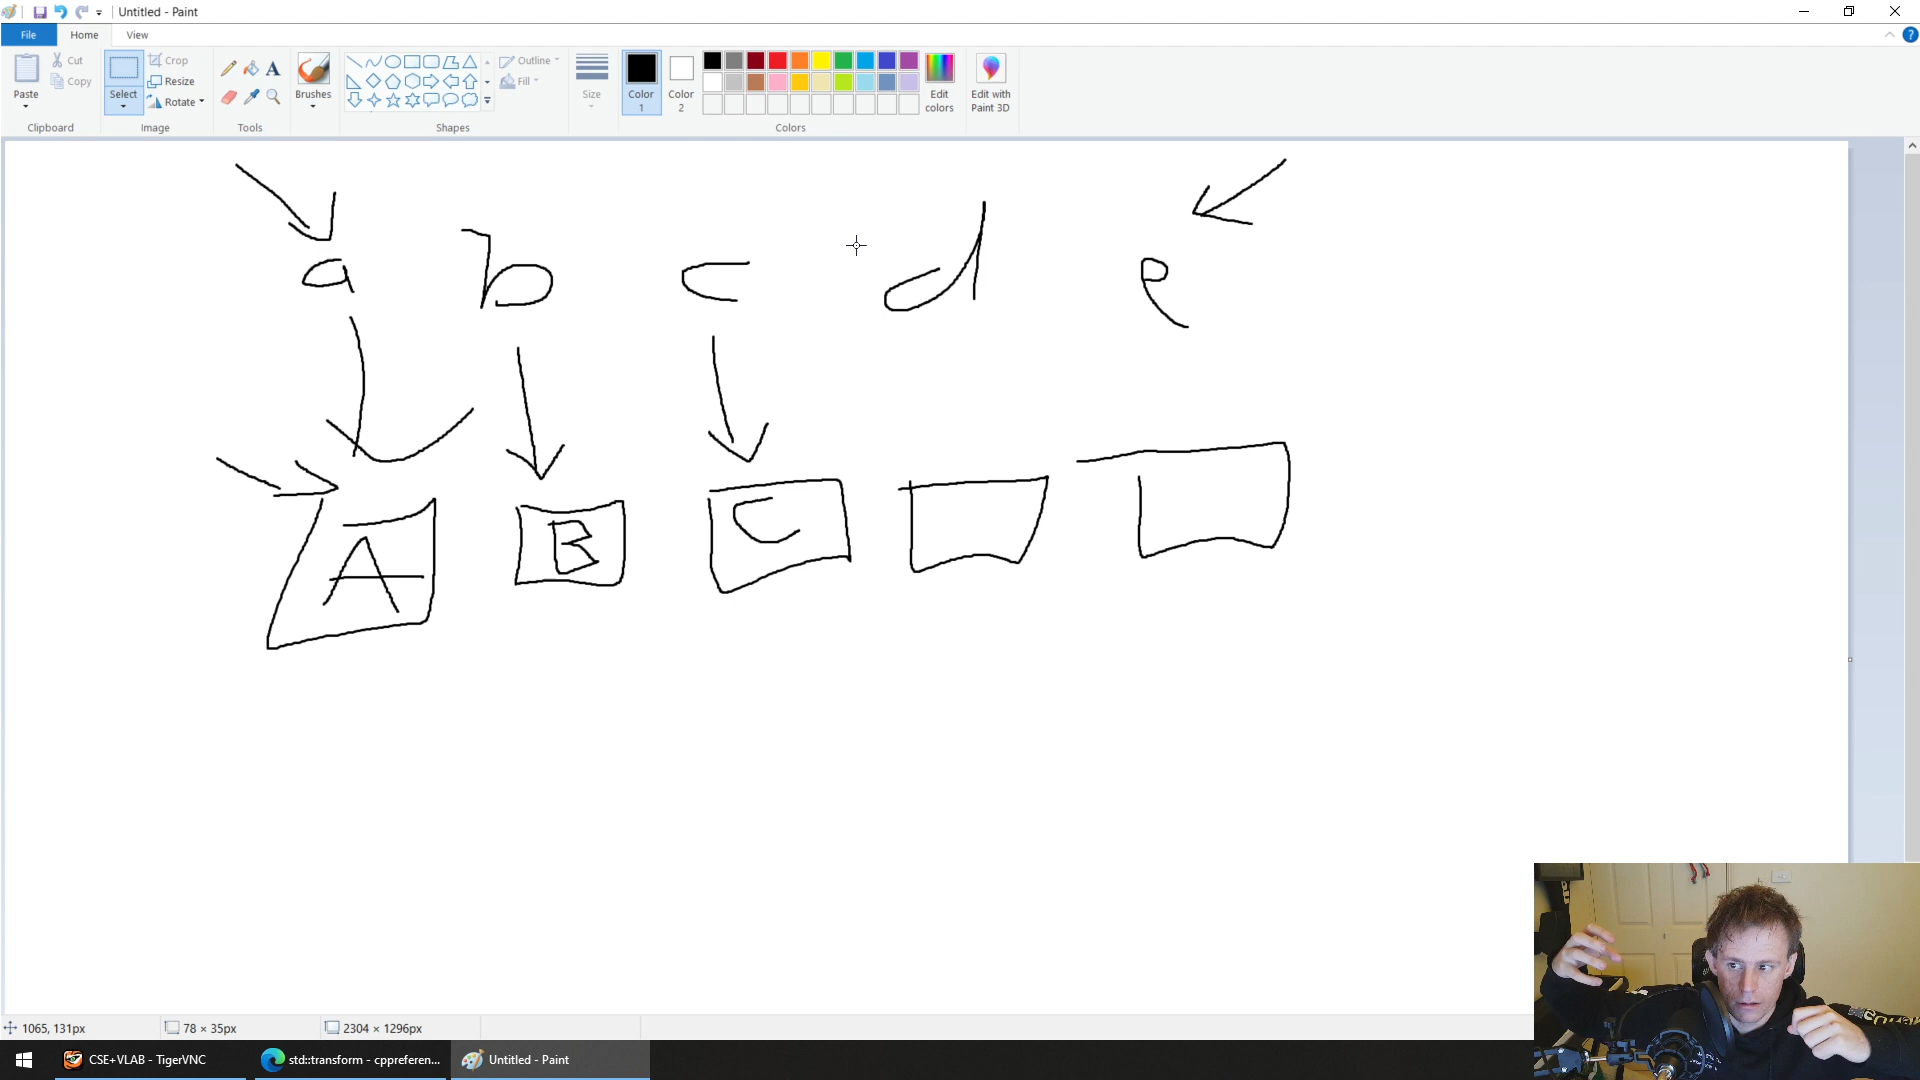 Untitled - Paint
File Home View
Paste Cut Copy Clipboard
Select Crop Resize Rotate Image
Tools
Brushes
Outline Fill Shapes
Size
Color 1 Color 2 Edit colors Colors
Edit with Paint 3D
a b c d e
A B C
1065, 131px 78 × 35px 2304 × 1296px
CSE+VLAB - TigerVNC std::transform - cppreferen... Untitled - Paint